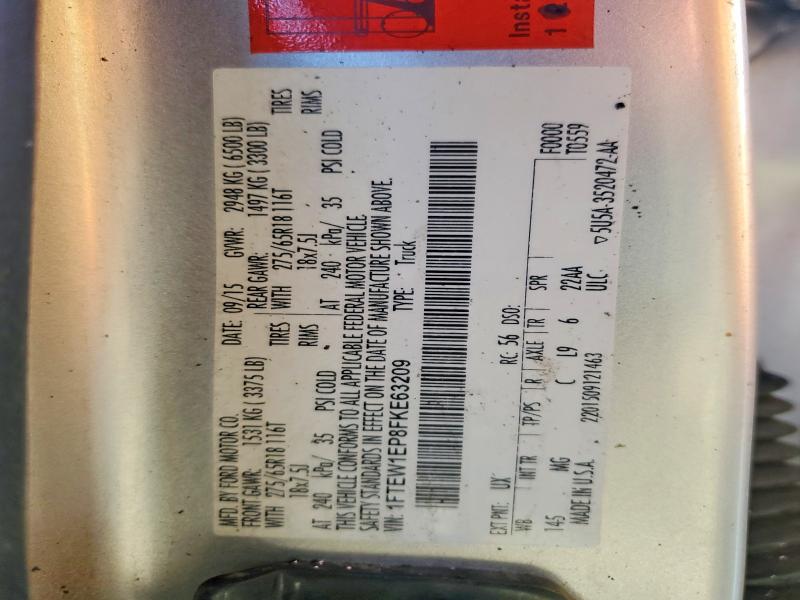 Insta
1
MFD. BY FORD MOTOR CO.
DATE: 09/15 GVWR: 2948 KG ( 6500 LB)
FRONT GAWR: 1531 KG ( 3375 LB)
REAR GAWR: 1497 KG ( 3300 LB)
WITH 275/65R18 116T TIRES
WITH 275/65R18 116T TIRES
18x7.5J RIMS
18x7.5J RIMS
AT 240 kPa/ 35 PSI COLD
AT 240 kPa/ 35 PSI COLD
THIS VEHICLE CONFORMS TO ALL APPLICABLE FEDERAL MOTOR VEHICLE
SAFETY STANDARDS IN EFFECT ON THE DATE OF MANUFACTURE SHOWN ABOVE.
VIN: 1FTEW1EP8FKE63209 TYPE: Truck
EXT PNT: UX RC: 56 DSO: F0000
WB INT TR TP/PS R AXLE TR SPR T0559
145 MG C L9 6 22AA
MADE IN U.S.A. 2201509121463 ULC ▽ 5U5A-3520472-AA